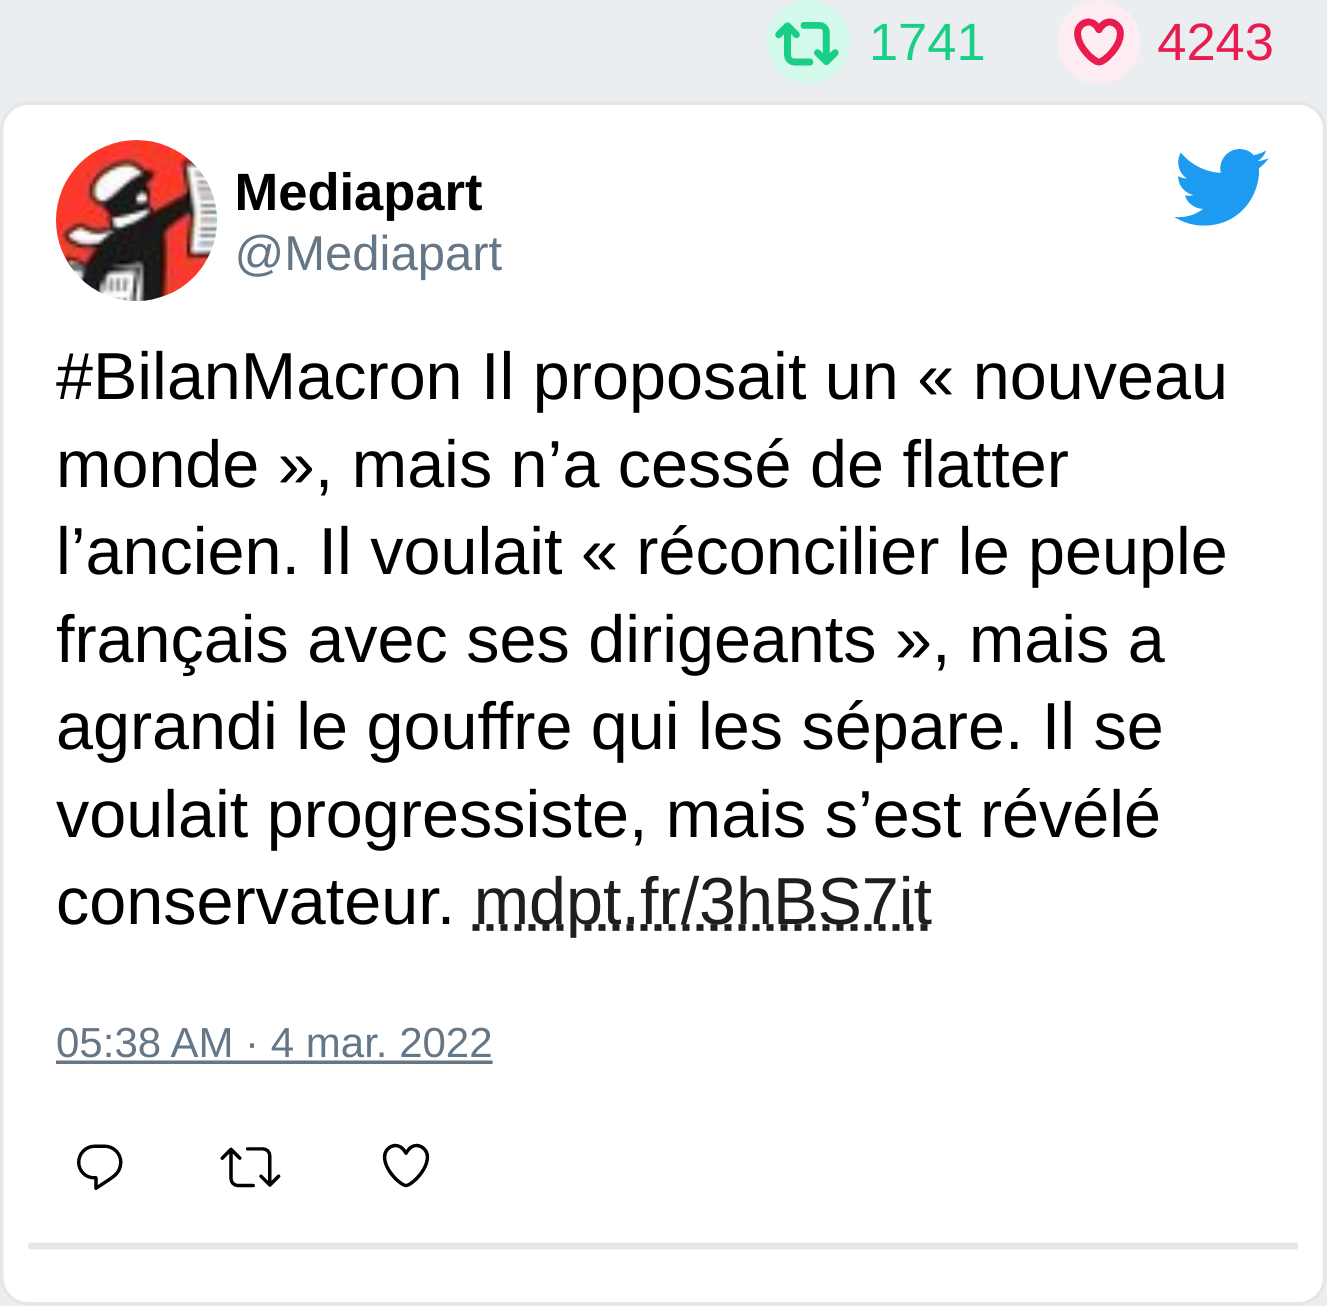 1741 4243
Mediapart
@Mediapart
#BilanMacron Il proposait un « nouveau
monde », mais n’a cessé de flatter
l’ancien. Il voulait « réconcilier le peuple
français avec ses dirigeants », mais a
agrandi le gouffre qui les sépare. Il se
voulait progressiste, mais s’est révélé
conservateur. mdpt.fr/3hBS7it
05:38 AM · 4 mar. 2022